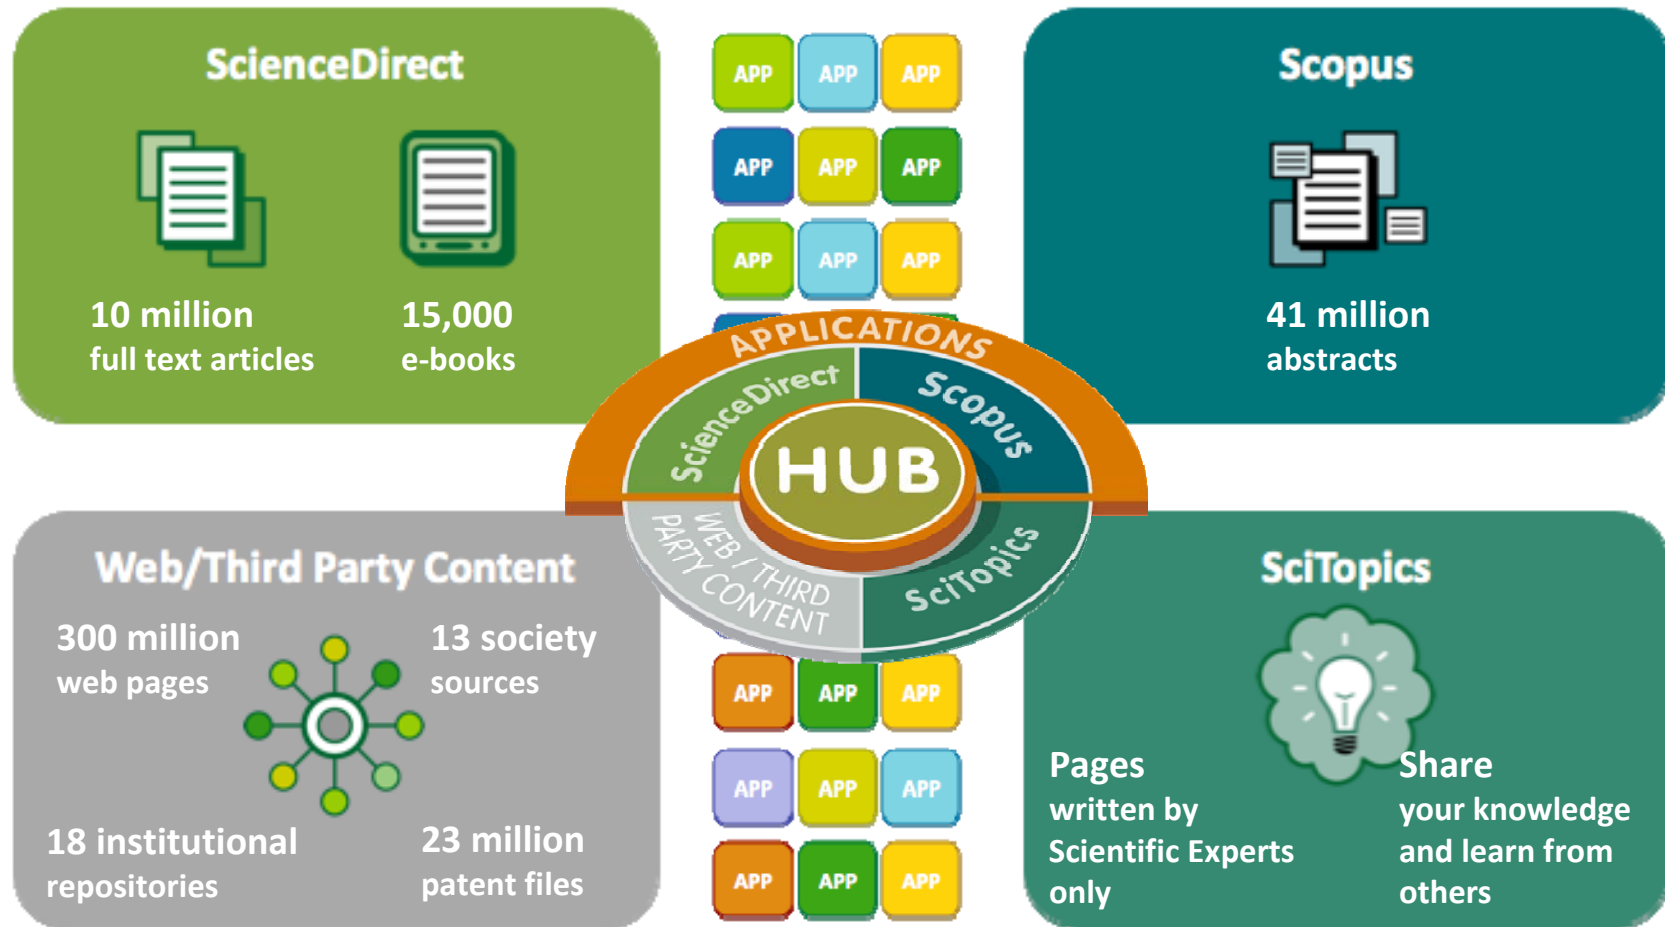 ScienceDirect
10 million
full text articles
15,000
e-books
APP APP APP
APP APP APP
APP APP APP
Scopus
41 million
abstracts
APPLICATIONS
ScienceDirect
Scopus
HUB
WEB / THIRD
PARTY CONTENT
SciTopics
Web/Third Party Content
300 million
web pages
13 society
sources
18 institutional
repositories
23 million
patent files
APP APP APP
APP APP APP
APP APP APP
SciTopics
Pages
written by
Scientific Experts
only
Share
your knowledge
and learn from
others